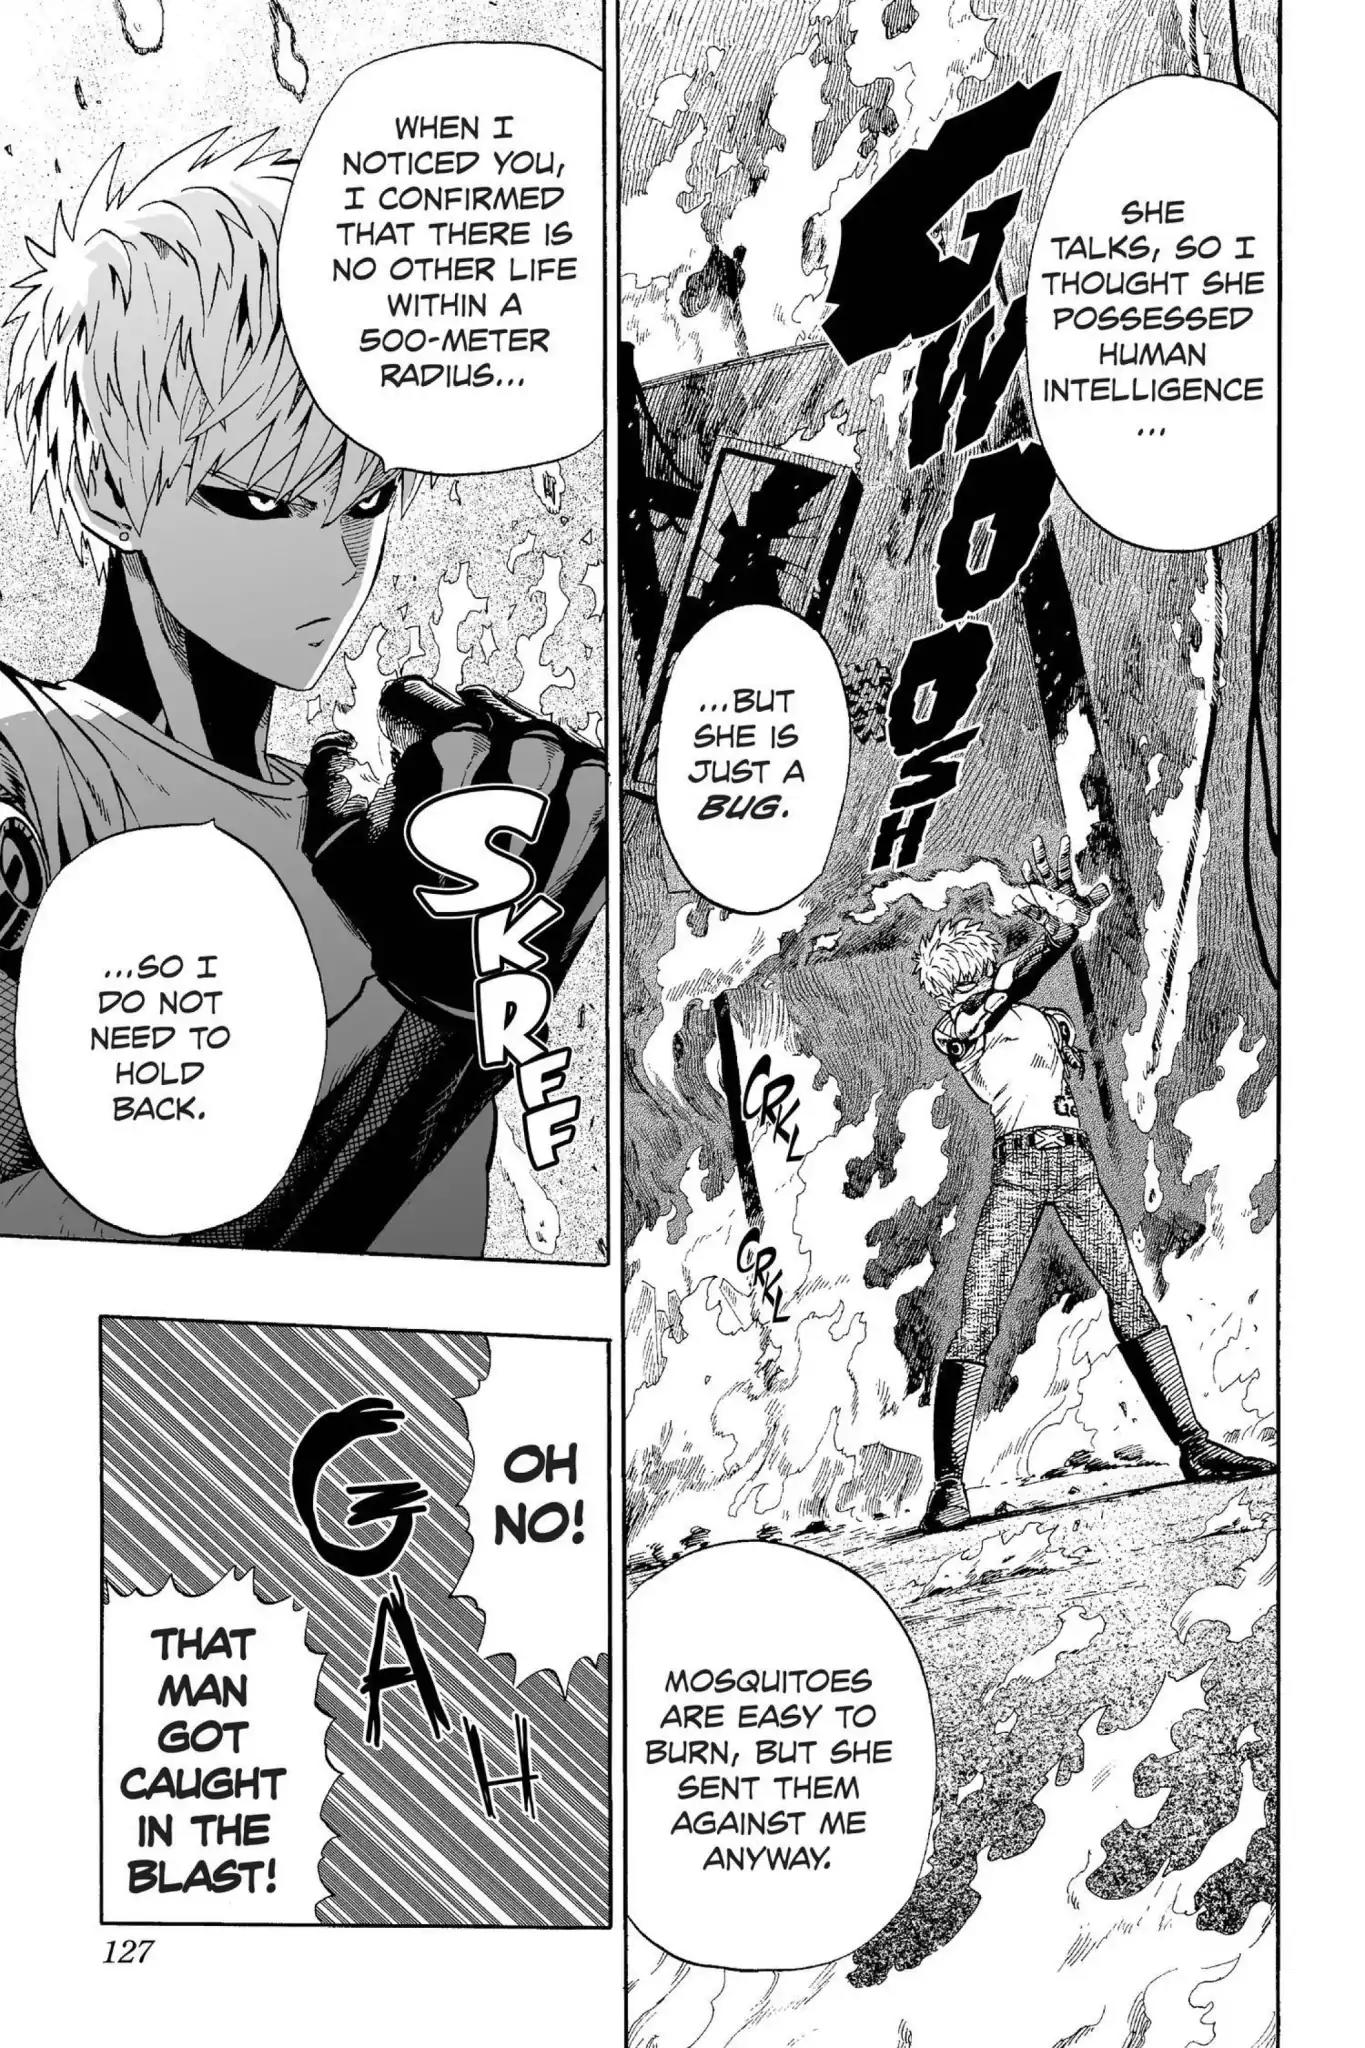 SHE
TALKS, SO I
THOUGHT SHE
POSSESSED
HUMAN
INTELLIGENCE
...
GWOOOSH
...BUT
SHE IS
JUST A
BUG.
CRKL
CRKL
MOSQUITOES
ARE EASY TO
BURN, BUT SHE
SENT THEM
AGAINST ME
ANYWAY.
WHEN I
NOTICED YOU,
I CONFIRMED
THAT THERE IS
NO OTHER LIFE
WITHIN A
500-METER
RADIUS...
SKRFF
...SO I
DO NOT
NEED TO
HOLD
BACK.
OH
NO!
GAH
THAT
MAN
GOT
CAUGHT
IN THE
BLAST!
127